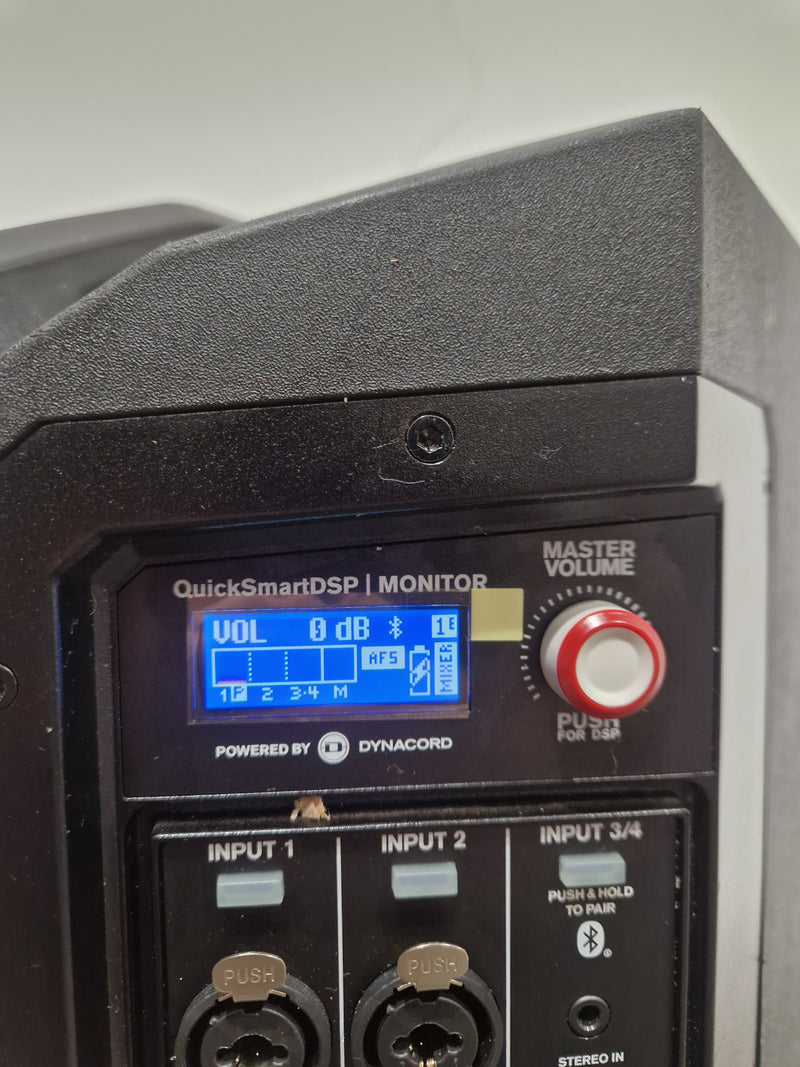 MASTER
VOLUME
QuickSmartDSP | MONITOR
VOL 0 dB 1E
AFS
MIXER
1 P 2 3·4 M
PUSH
FOR DSP
POWERED BY DYNACORD
INPUT 1
INPUT 2
INPUT 3/4
PUSH & HOLD
TO PAIR
PUSH
PUSH
STEREO IN